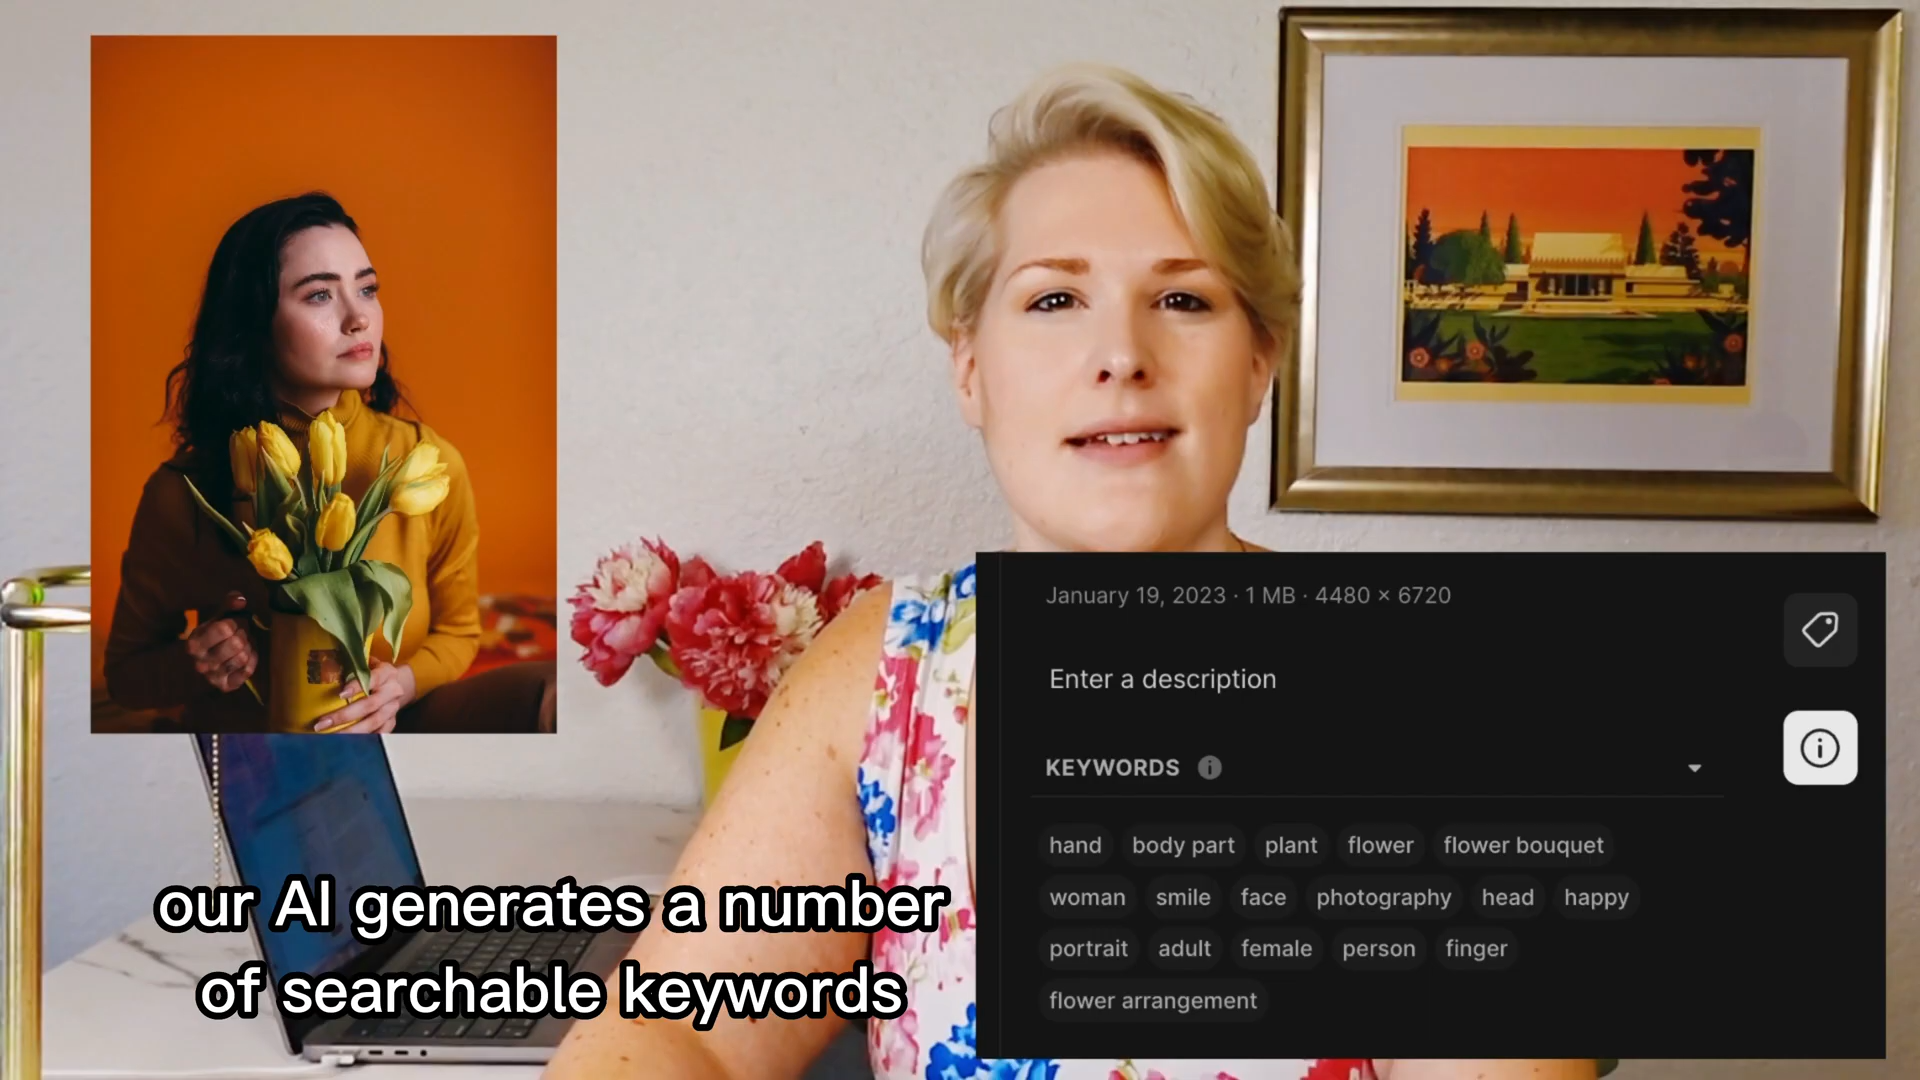 January 19, 2023 · 1 MB · 4480 × 6720
Enter a description
KEYWORDS
hand body part plant flower flower bouquet
woman smile face photography head happy
portrait adult female person finger
flower arrangement
our AI generates a number
of searchable keywords